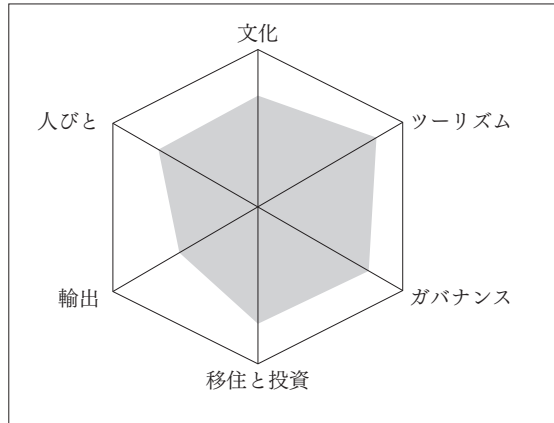 文化
人びと
ツーリズム
輸出
ガバナンス
移住と投資